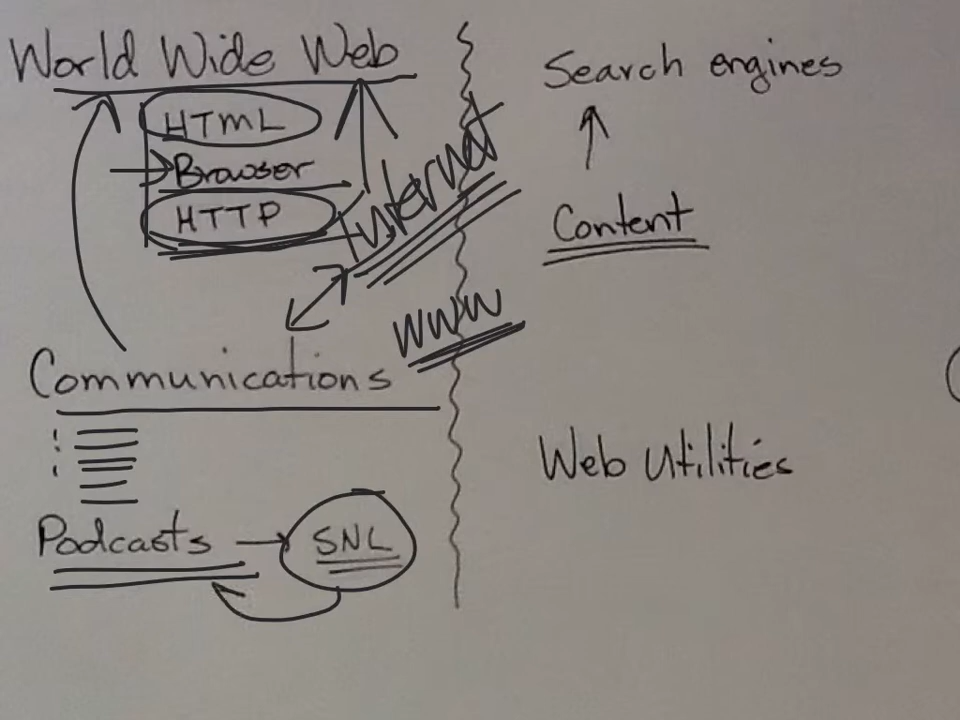 World Wide Web
HTML
Browser
HTTP
Internet
WWW
Communications
Podcasts → SNL
Search engines
Content
Web Utilities